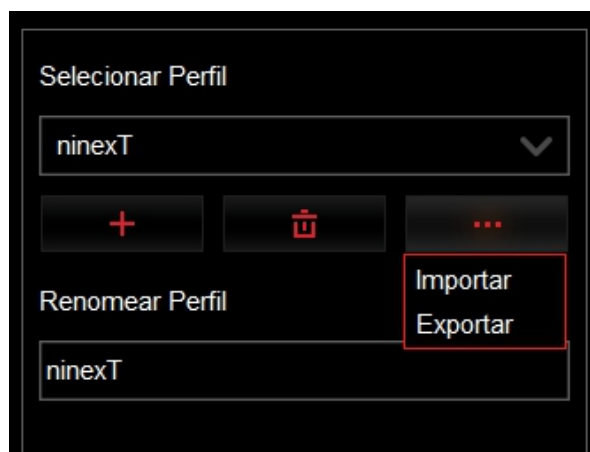 Selecionar Perfil
ninexT
Importar
Exportar
Renomear Perfil
ninexT